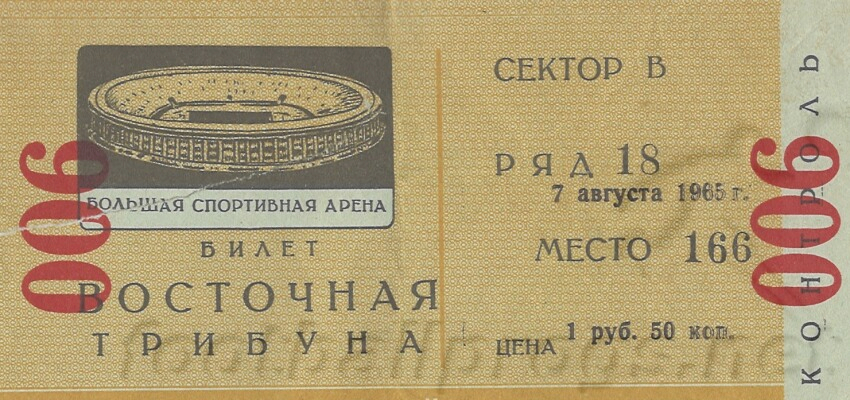 БОЛЬШАЯ СПОРТИВНАЯ АРЕНА
БИЛЕТ
ВОСТОЧНАЯ
ТРИБУНА
006
СЕКТОР В
РЯД 18
7 августа 1965 г.
МЕСТО 166
ЦЕНА 1 руб. 50 коп.
006
КОНТРОЛЬ